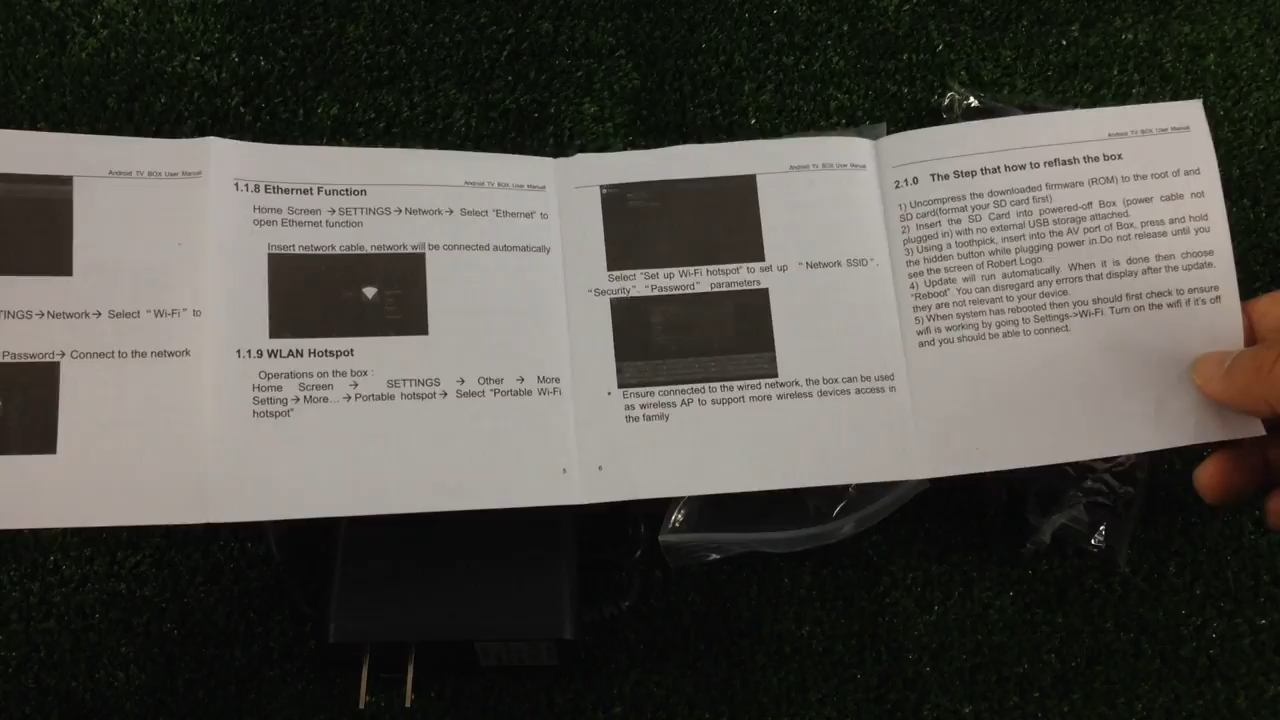 Android TV BOX User Manual
TINGS→Network→ Select "Wi-Fi" to
Password→ Connect to the network
Android TV BOX User Manual
1.1.8 Ethernet Function
Home Screen →SETTINGS→Network→ Select "Ethernet" to
open Ethernet function
Insert network cable, network will be connected automatically
1.1.9 WLAN Hotspot
Operations on the box :
Home Screen → SETTINGS → Other → More
Setting→More... →Portable hotspot→ Select "Portable Wi-Fi
hotspot"
5
Android TV BOX User Manual
Select "Set up Wi-Fi hotspot" to set up "Network SSID",
"Security", "Password" parameters
* Ensure connected to the wired network, the box can be used
as wireless AP to support more wireless devices access in
the family
6
Android TV BOX User Manual
2.1.0 The Step that how to reflash the box
1) Uncompress the downloaded firmware (ROM) to the root of and
SD card(format your SD card first)
2) Insert the SD Card into powered-off Box (power cable not
plugged in) with no external USB storage attached.
3) Using a toothpick, insert into the AV port of Box, press and hold
the hidden button while plugging power in.Do not release until you
see the screen of Robert Logo.
4) Update will run automatically. When it is done then choose
"Reboot". You can disregard any errors that display after the update,
they are not relevant to your device.
5) When system has rebooted then you should first check to ensure
wifi is working by going to Settings->Wi-Fi. Turn on the wifi if it's off
and you should be able to connect.